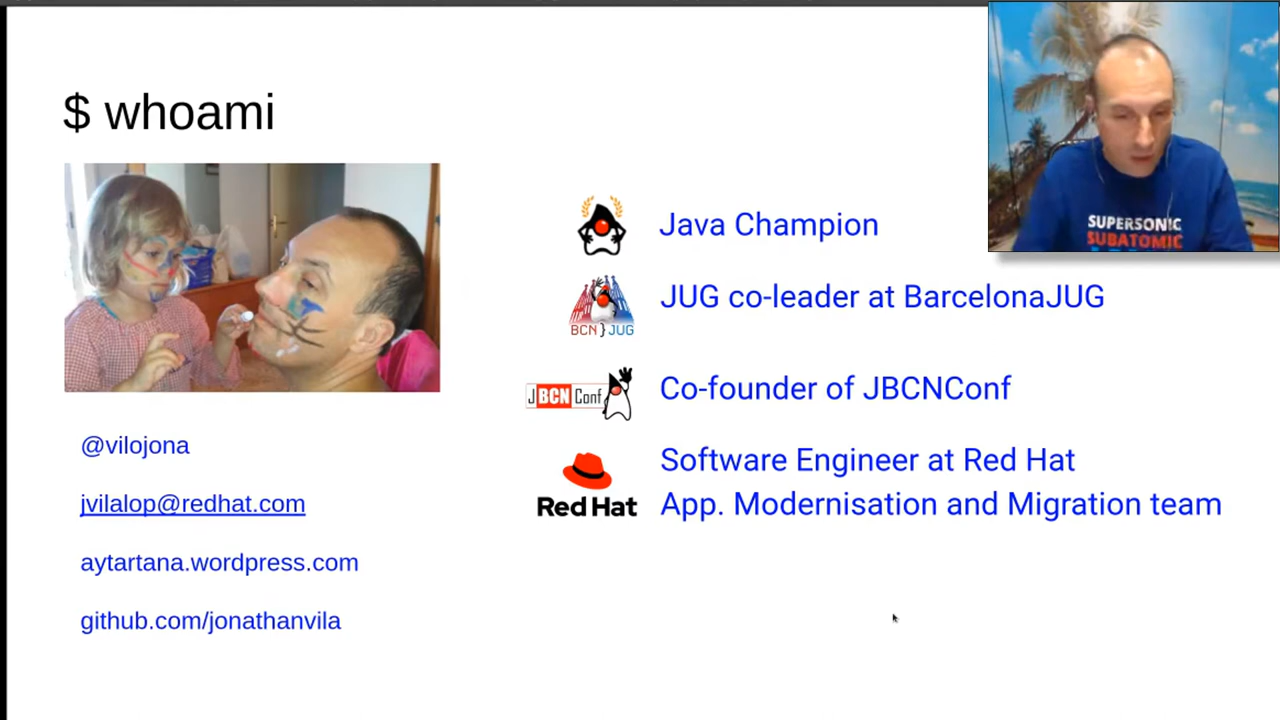 $ whoami
SUPERSONIC
SUBATOMIC
Java Champion
BCN } JUG
JUG co-leader at BarcelonaJUG
JBCN Conf
Co-founder of JBCNConf
Red Hat
Software Engineer at Red Hat
App. Modernisation and Migration team
@vilojona
jvilalop@redhat.com
aytartana.wordpress.com
github.com/jonathanvila